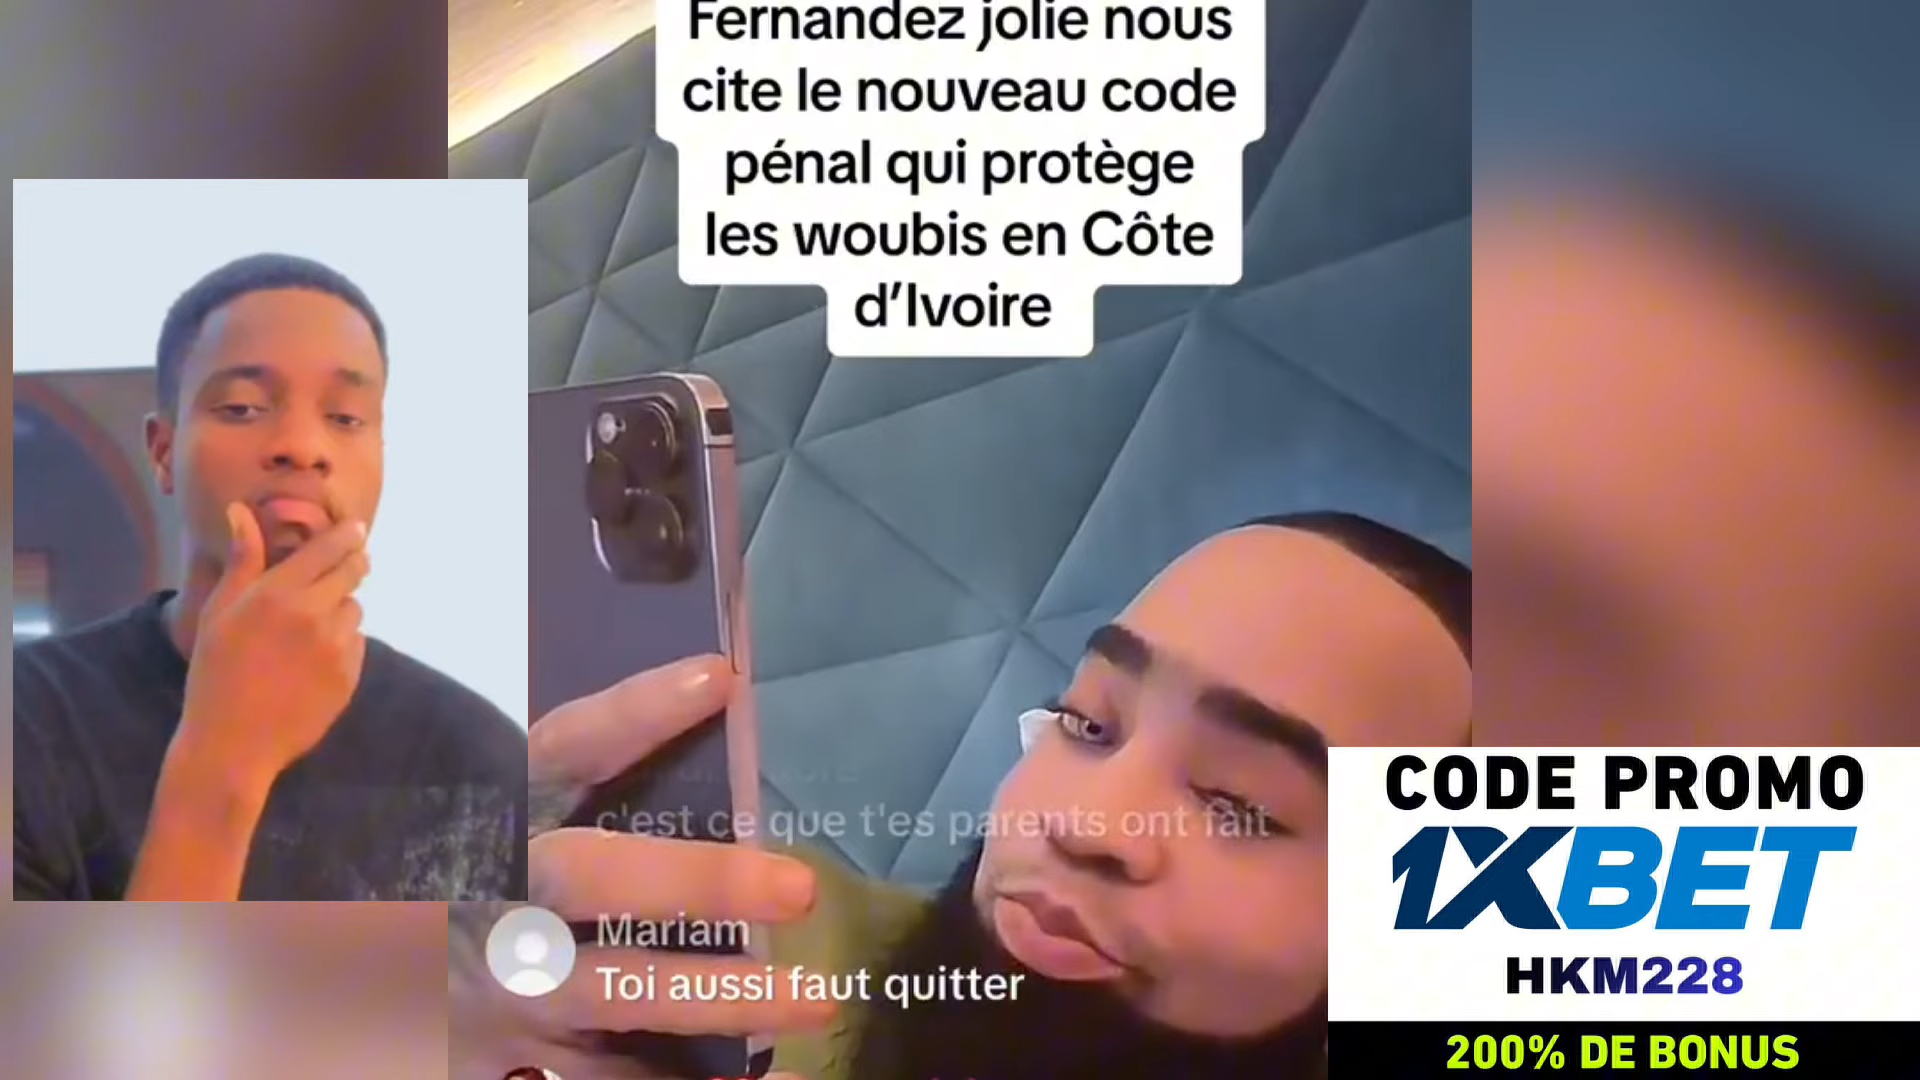 Fernandez jolie nous
cite le nouveau code
pénal qui protège
les woubis en Côte
d'Ivoire
c'est ce que t'es parents ont fait
Mariam
Toi aussi faut quitter
CODE PROMO
1XBET
HKM228
200% DE BONUS